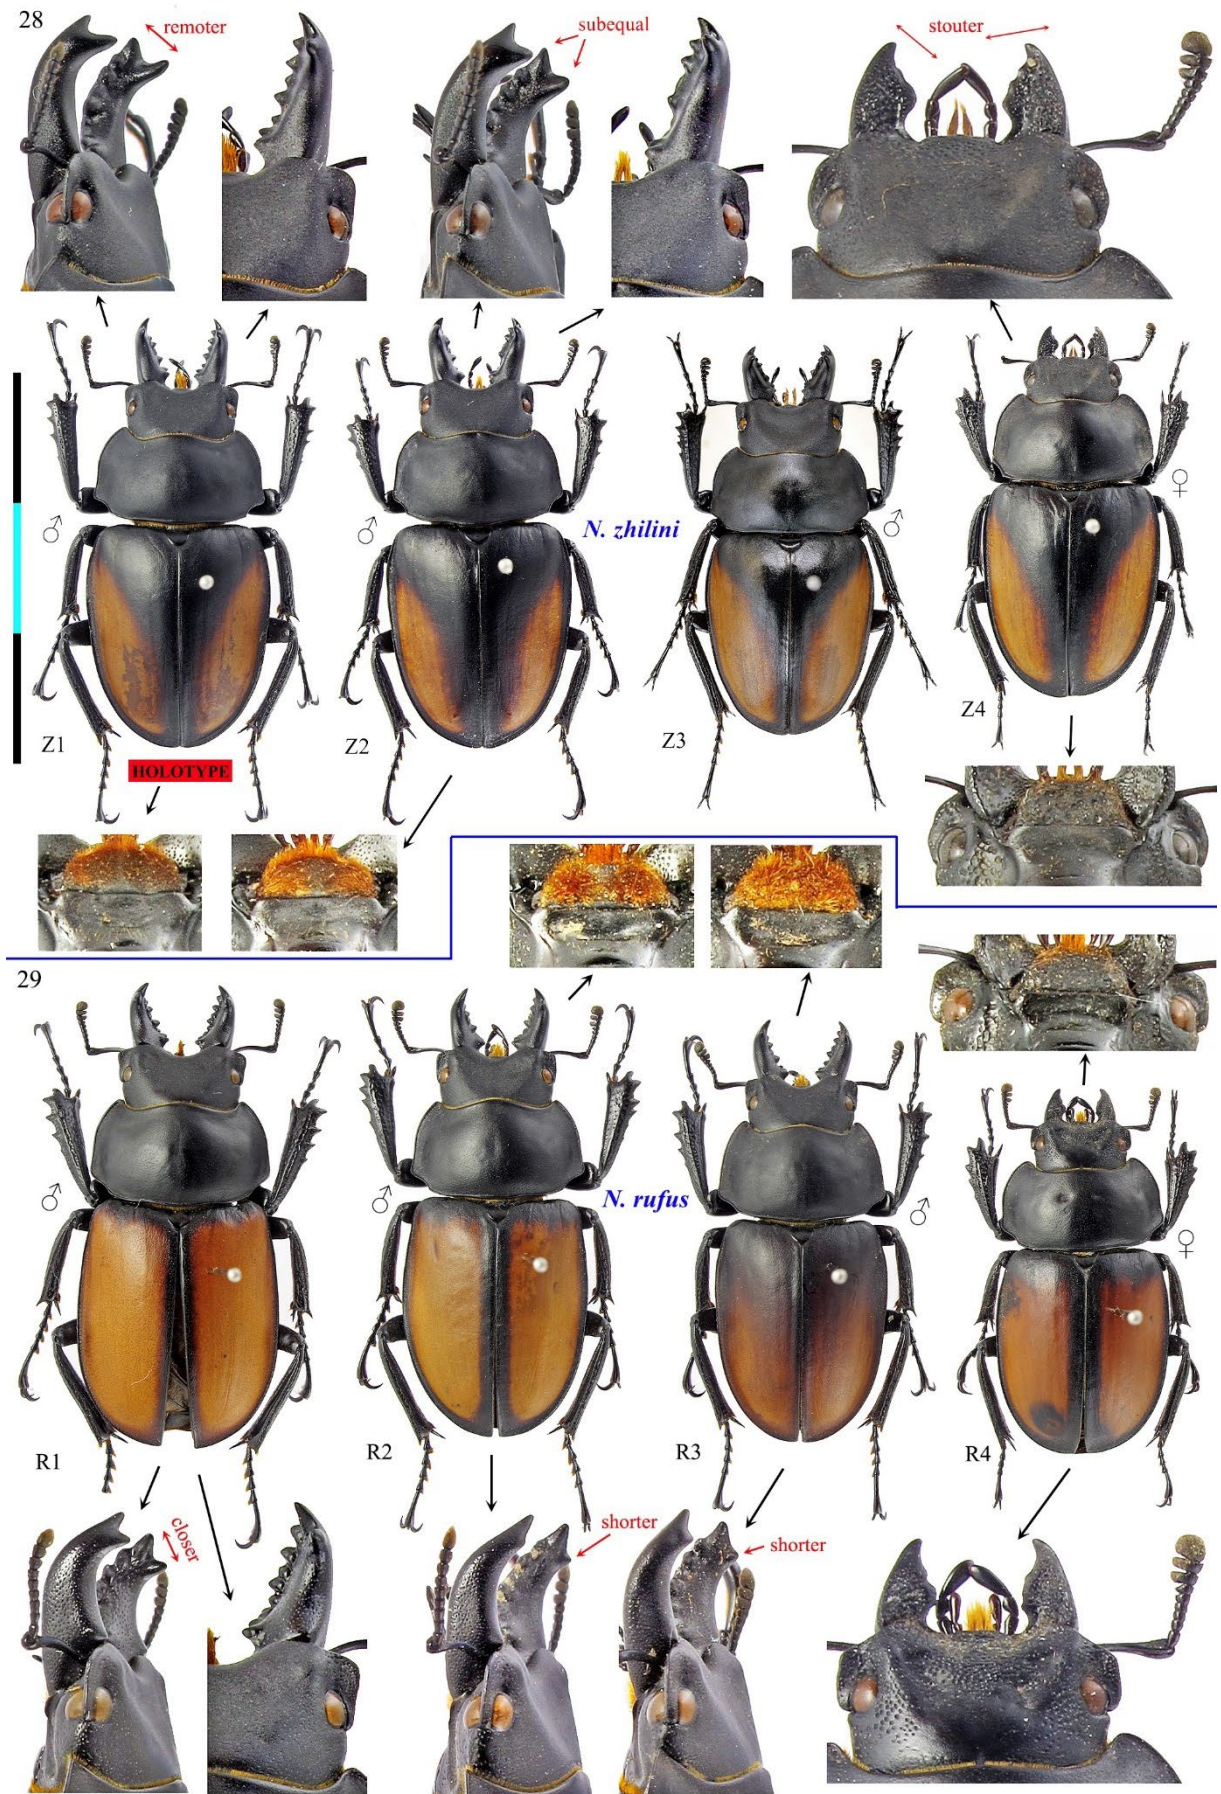 28
remoter
subequal
stouter
♂
♂
N. zhilini
♂
♀
Z1
Z2
Z3
Z4
HOLOTYPE
29
♂
♂
N. rufus
♂
♀
R1
R2
R3
R4
closer
shorter
shorter